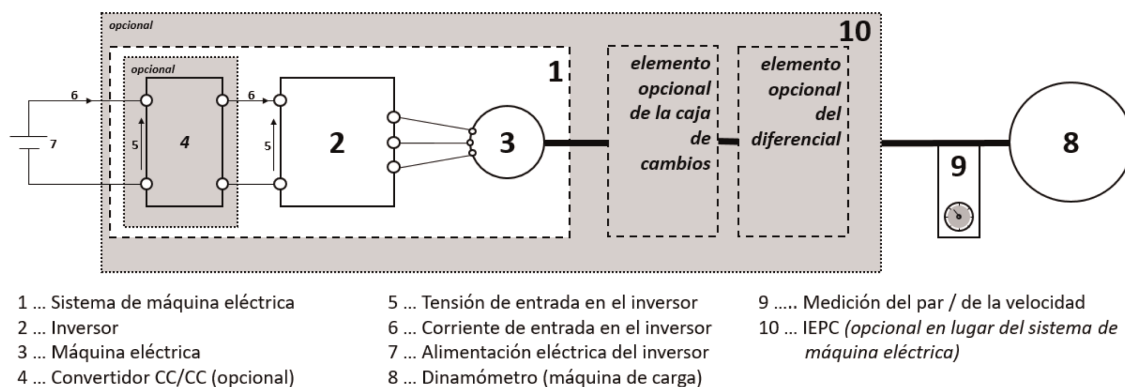 opcional
10
opcional
1
elemento
opcional
de la caja
de
cambios
elemento
opcional
del
diferencial
6
6
7
5
4
5
2
3
9
8
1 ... Sistema de máquina eléctrica
2 ... Inversor
3 ... Máquina eléctrica
4 ... Convertidor CC/CC (opcional)
5 ... Tensión de entrada en el inversor
6 ... Corriente de entrada en el inversor
7 ... Alimentación eléctrica del inversor
8 ... Dinamómetro (máquina de carga)
9 ..... Medición del par / de la velocidad
10 ... IEPC (opcional en lugar del sistema de
máquina eléctrica)